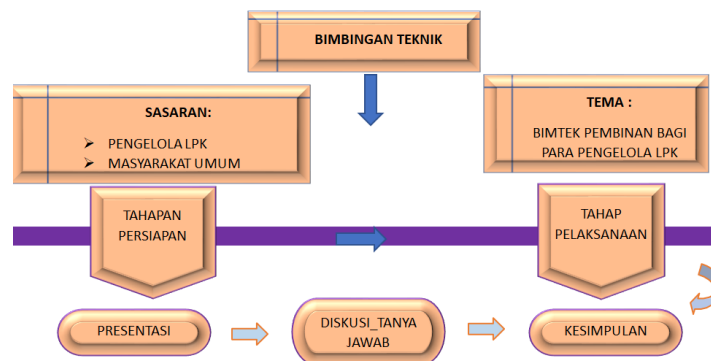 BIMBINGAN TEKNIK
SASARAN:
➢ PENGELOLA LPK
➢ MASYARAKAT UMUM
TEMA :
BIMTEK PEMBINAN BAGI
PARA PENGELOLA LPK
TAHAPAN
PERSIAPAN
TAHAP
PELAKSANAAN
PRESENTASI
DISKUSI_TANYA
JAWAB
KESIMPULAN